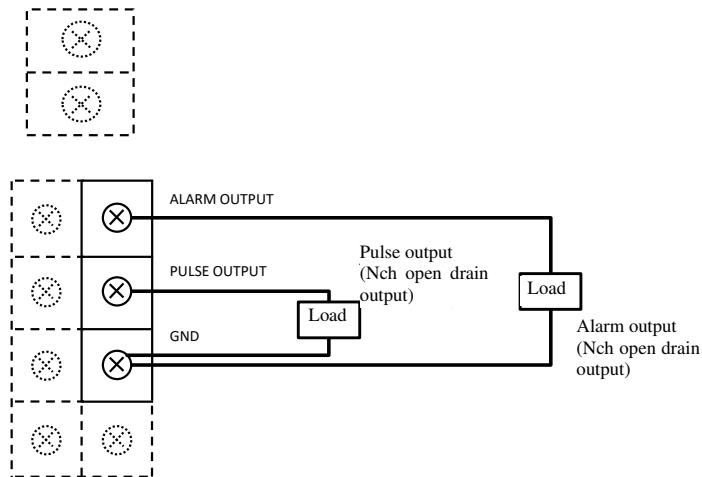 ALARM OUTPUT
PULSE OUTPUT
GND
Load
Pulse output
(Nch open drain
output)
Load
Alarm output
(Nch open drain
output)